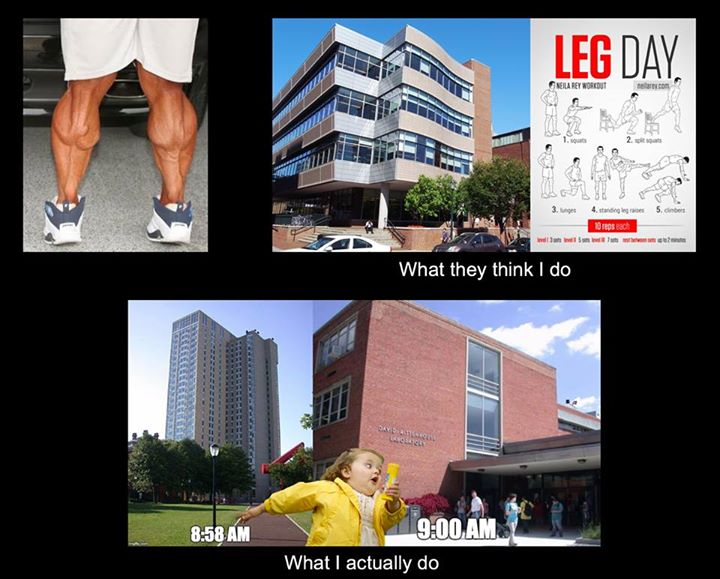 LEG DAY
NEILA REY WORKOUT
neilarey.com
1. squats
2. split squats
3. lunges
4. standing leg raises
5. climbers
10 reps each
level I 3 sets level II 5 sets level III 7 sets rest between sets up to 2 minutes
What they think I do
DAVID RITTENHOUSE
LABORATORY
8:58 AM
9:00 AM
What I actually do